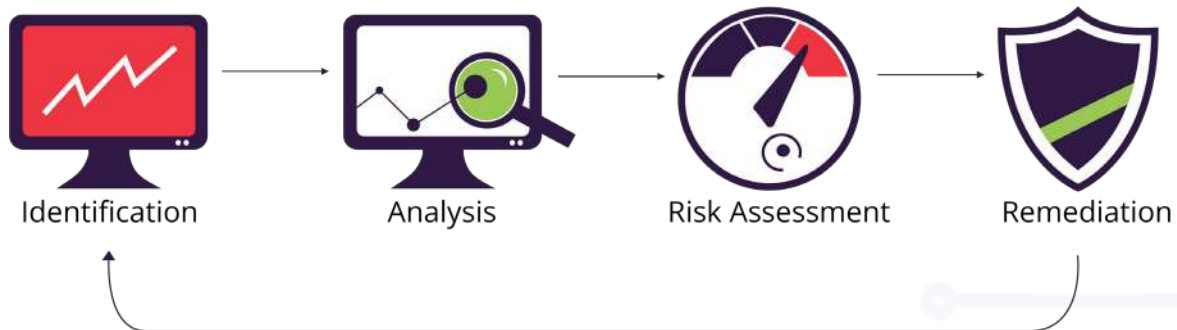 Identification
Analysis
Risk Assessment
Remediation